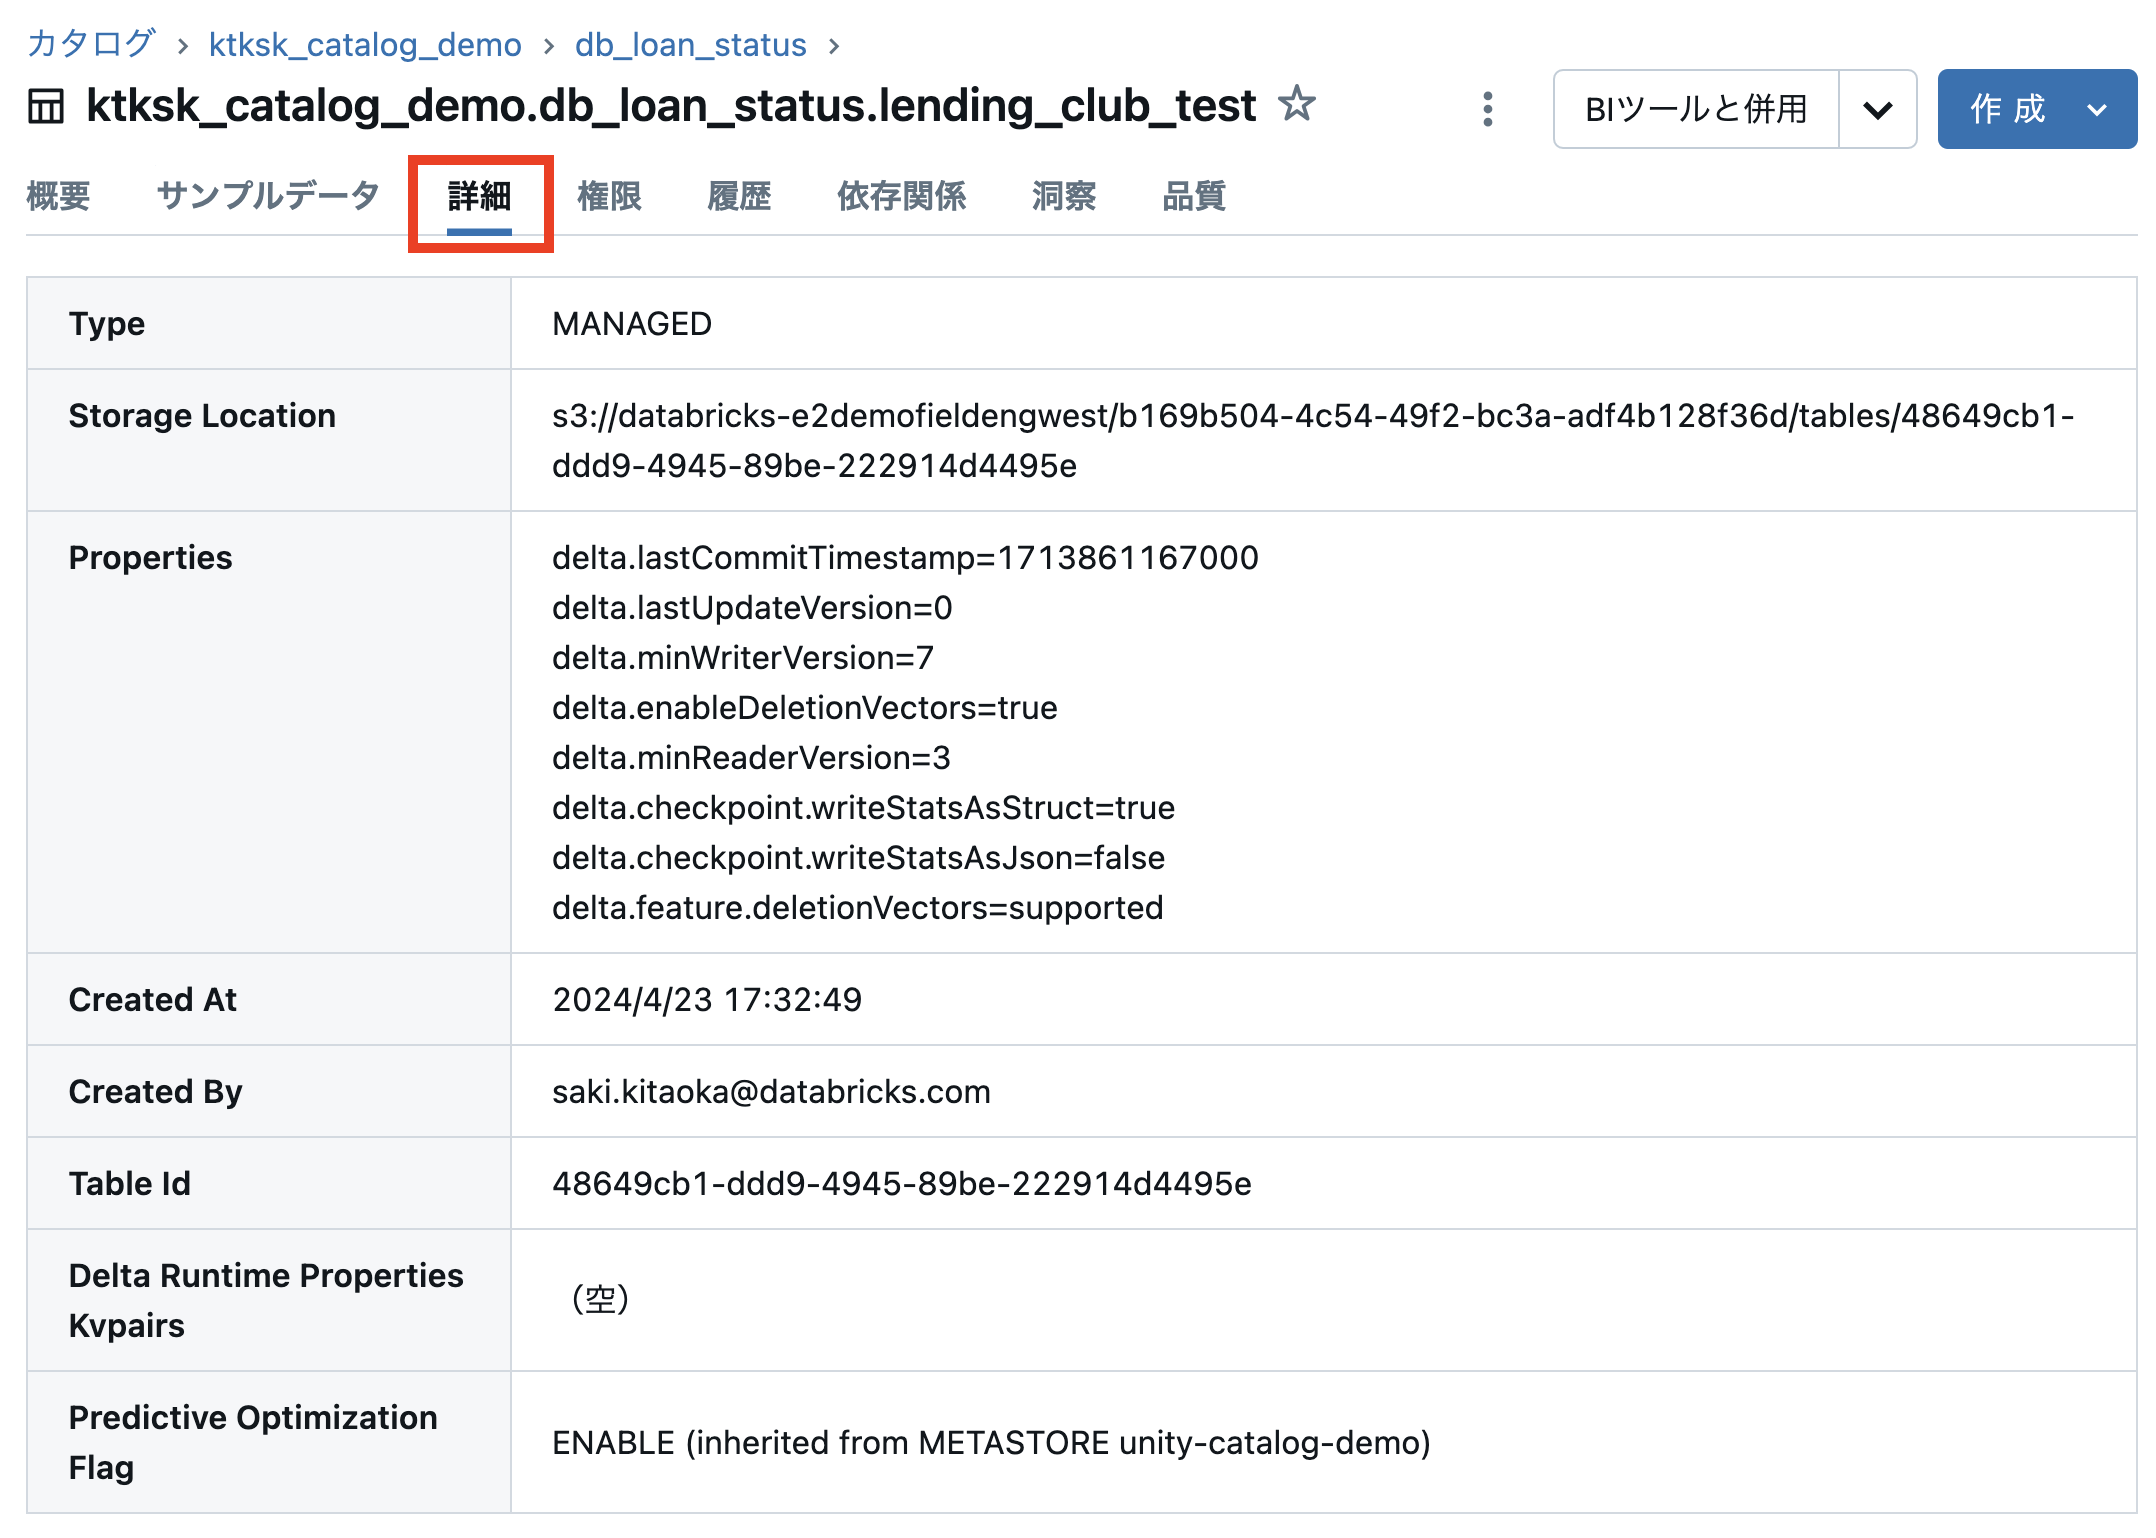 カタログ › ktksk_catalog_demo › db_loan_status ›
ktksk_catalog_demo.db_loan_status.lending_club_test
BIツールと併用
作成
概要 サンプルデータ 詳細 権限 履歴 依存関係 洞察 品質
Type MANAGED
Storage Location s3://databricks-e2demofieldengwest/b169b504-4c54-49f2-bc3a-adf4b128f36d/tables/48649cb1-
ddd9-4945-89be-222914d4495e
Properties delta.lastCommitTimestamp=1713861167000
delta.lastUpdateVersion=0
delta.minWriterVersion=7
delta.enableDeletionVectors=true
delta.minReaderVersion=3
delta.checkpoint.writeStatsAsStruct=true
delta.checkpoint.writeStatsAsJson=false
delta.feature.deletionVectors=supported
Created At 2024/4/23 17:32:49
Created By saki.kitaoka@databricks.com
Table Id 48649cb1-ddd9-4945-89be-222914d4495e
Delta Runtime Properties
Kvpairs
（空）
Predictive Optimization
Flag
ENABLE (inherited from METASTORE unity-catalog-demo)